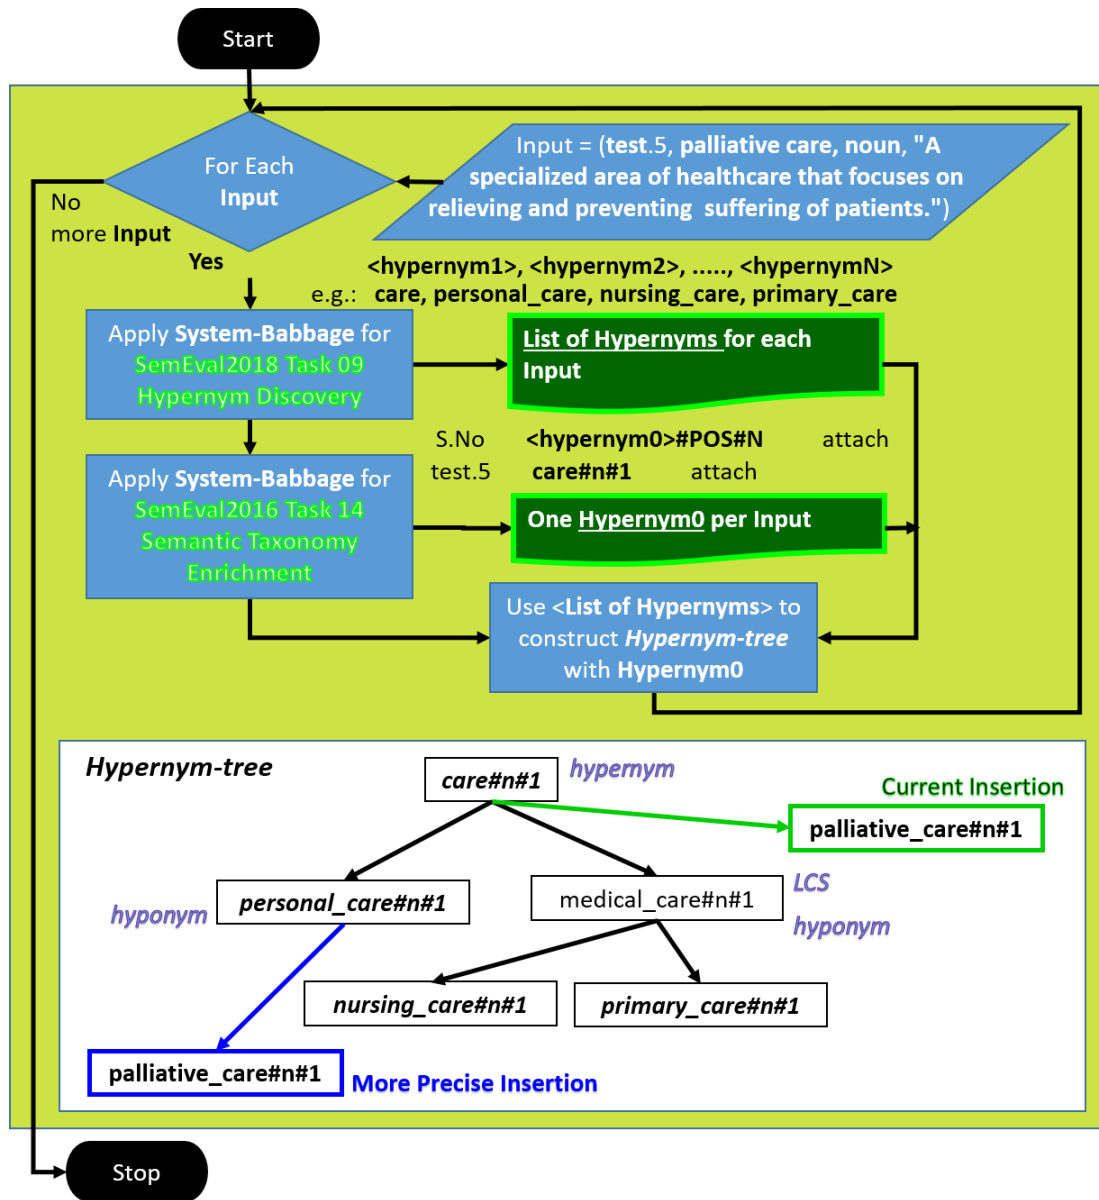 Start
For Each
Input
Input = (test.5, palliative care, noun, "A
specialized area of healthcare that focuses on
relieving and preventing suffering of patients.")
No
more Input
Yes
<hypernym1>, <hypernym2>, ....., <hypernymN>
e.g.: care, personal_care, nursing_care, primary_care
Apply System-Babbage for
SemEval2018 Task 09
Hypernym Discovery
List of Hypernyms for each
Input
S.No <hypernym0>#POS#N attach
test.5 care#n#1 attach
Apply System-Babbage for
SemEval2016 Task 14
Semantic Taxonomy
Enrichment
One Hypernym0 per Input
Use <List of Hypernyms> to
construct Hypernym-tree
with Hypernym0
Hypernym-tree
care#n#1
hypernym
Current Insertion
palliative_care#n#1
hyponym
personal_care#n#1
medical_care#n#1
LCS
hyponym
nursing_care#n#1
primary_care#n#1
palliative_care#n#1
More Precise Insertion
Stop